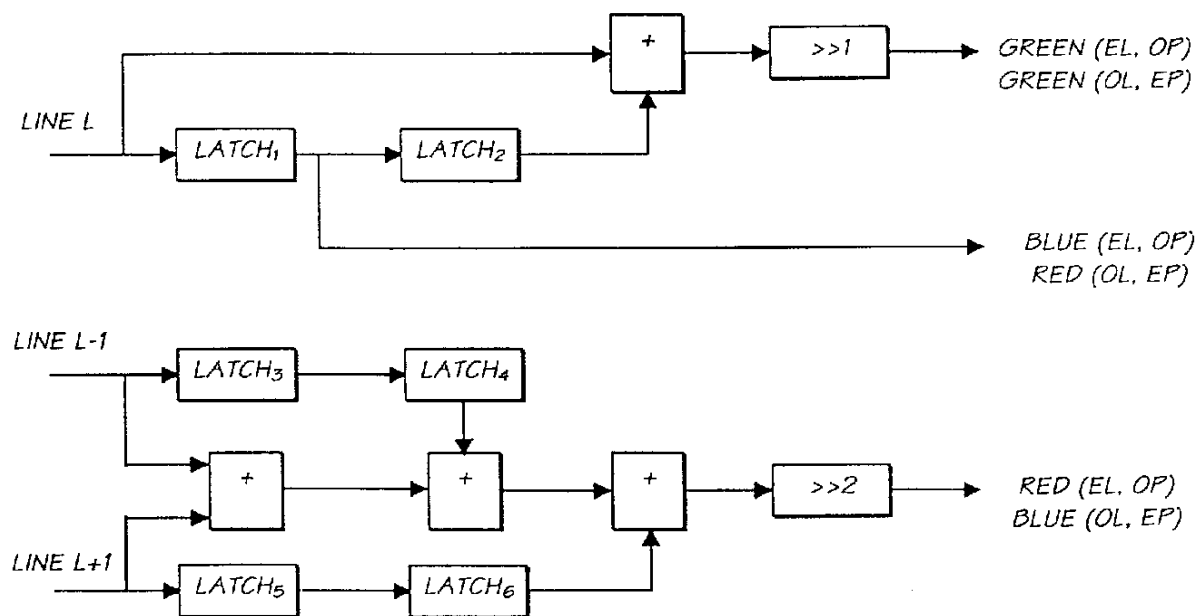 +
>>1
GREEN (EL, OP)
GREEN (OL, EP)
LINE L
LATCH₁
LATCH₂
BLUE (EL, OP)
RED (OL, EP)
LINE L-1
LATCH₃
LATCH₄
+
+
+
>>2
RED (EL, OP)
BLUE (OL, EP)
LINE L+1
LATCH₅
LATCH₆